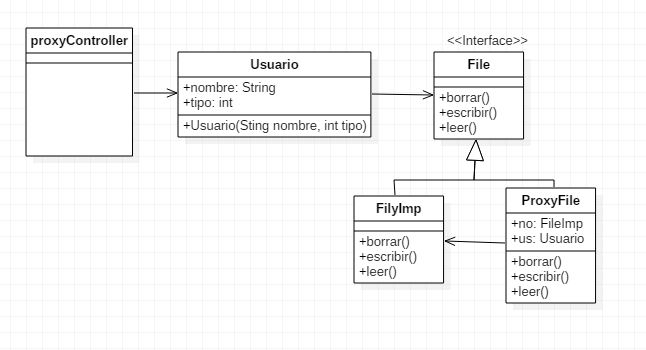 proxyController
Usuario
+nombre: String
+tipo: int
+Usuario(Sting nombre, int tipo)
<<Interface>>
File
+borrar()
+escribir()
+leer()
FilyImp
+borrar()
+escribir()
+leer()
ProxyFile
+no: FileImp
+us: Usuario
+borrar()
+escribir()
+leer()